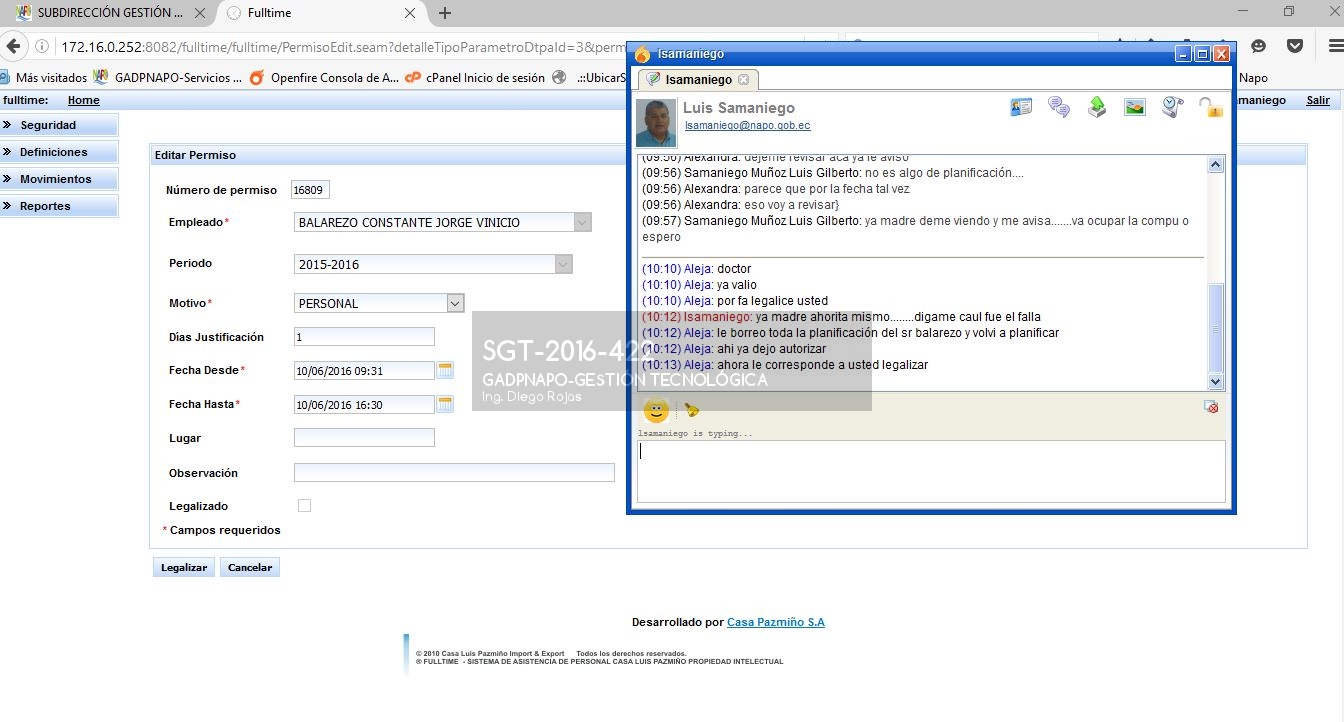 SUBDIRECCIÓN GESTIÓN ...
Fulltime
172.16.0.252:8082/fulltime/fulltime/PermisoEdit.seam?detalleTipoParametroDtpaId=3&perm
Más visitados
GADPNAPO-Servicios ...
Openfire Consola de A...
cPanel Inicio de sesión
.::UbicarS
Napo
fulltime: Home
maniego Salir
Seguridad
Definiciones
Movimientos
Reportes
Editar Permiso
Número de permiso 16809
Empleado* BALAREZO CONSTANTE JORGE VINICIO
Periodo 2015-2016
Motivo* PERSONAL
Días Justificación 1
Fecha Desde* 10/06/2016 09:31
Fecha Hasta* 10/06/2016 16:30
Lugar
Observación
Legalizado
* Campos requeridos
Legalizar Cancelar
lsamaniego
lsamaniego
Luis Samaniego
lsamaniego@napo.gob.ec
(09:56) Alexandra: dejeme revisar aca ya le aviso
(09:56) Samaniego Muñoz Luis Gilberto: no es algo de planificación....
(09:56) Alexandra: parece que por la fecha tal vez
(09:56) Alexandra: eso voy a revisar}
(09:57) Samaniego Muñoz Luis Gilberto: ya madre deme viendo y me avisa.......va ocupar la compu o
espero
(10:10) Aleja: doctor
(10:10) Aleja: ya valio
(10:10) Aleja: por fa legalice usted
(10:12) lsamaniego: ya madre ahorita mismo........digame caul fue el falla
(10:12) Aleja: le borreo toda la planificación del sr balarezo y volvi a planificar
(10:12) Aleja: ahi ya dejo autorizar
(10:13) Aleja: ahora le corresponde a usted legalizar
lsamaniego is typing...
SGT-2016-422
GADPNAPO-GESTIÓN TECNOLÓGICA
Ing. Diego Rojas
Desarrollado por Casa Pazmiño S.A
© 2010 Casa Luis Pazmiño Import & Export Todos los derechos reservados.
® FULLTIME - SISTEMA DE ASISTENCIA DE PERSONAL CASA LUIS PAZMIÑO PROPIEDAD INTELECTUAL